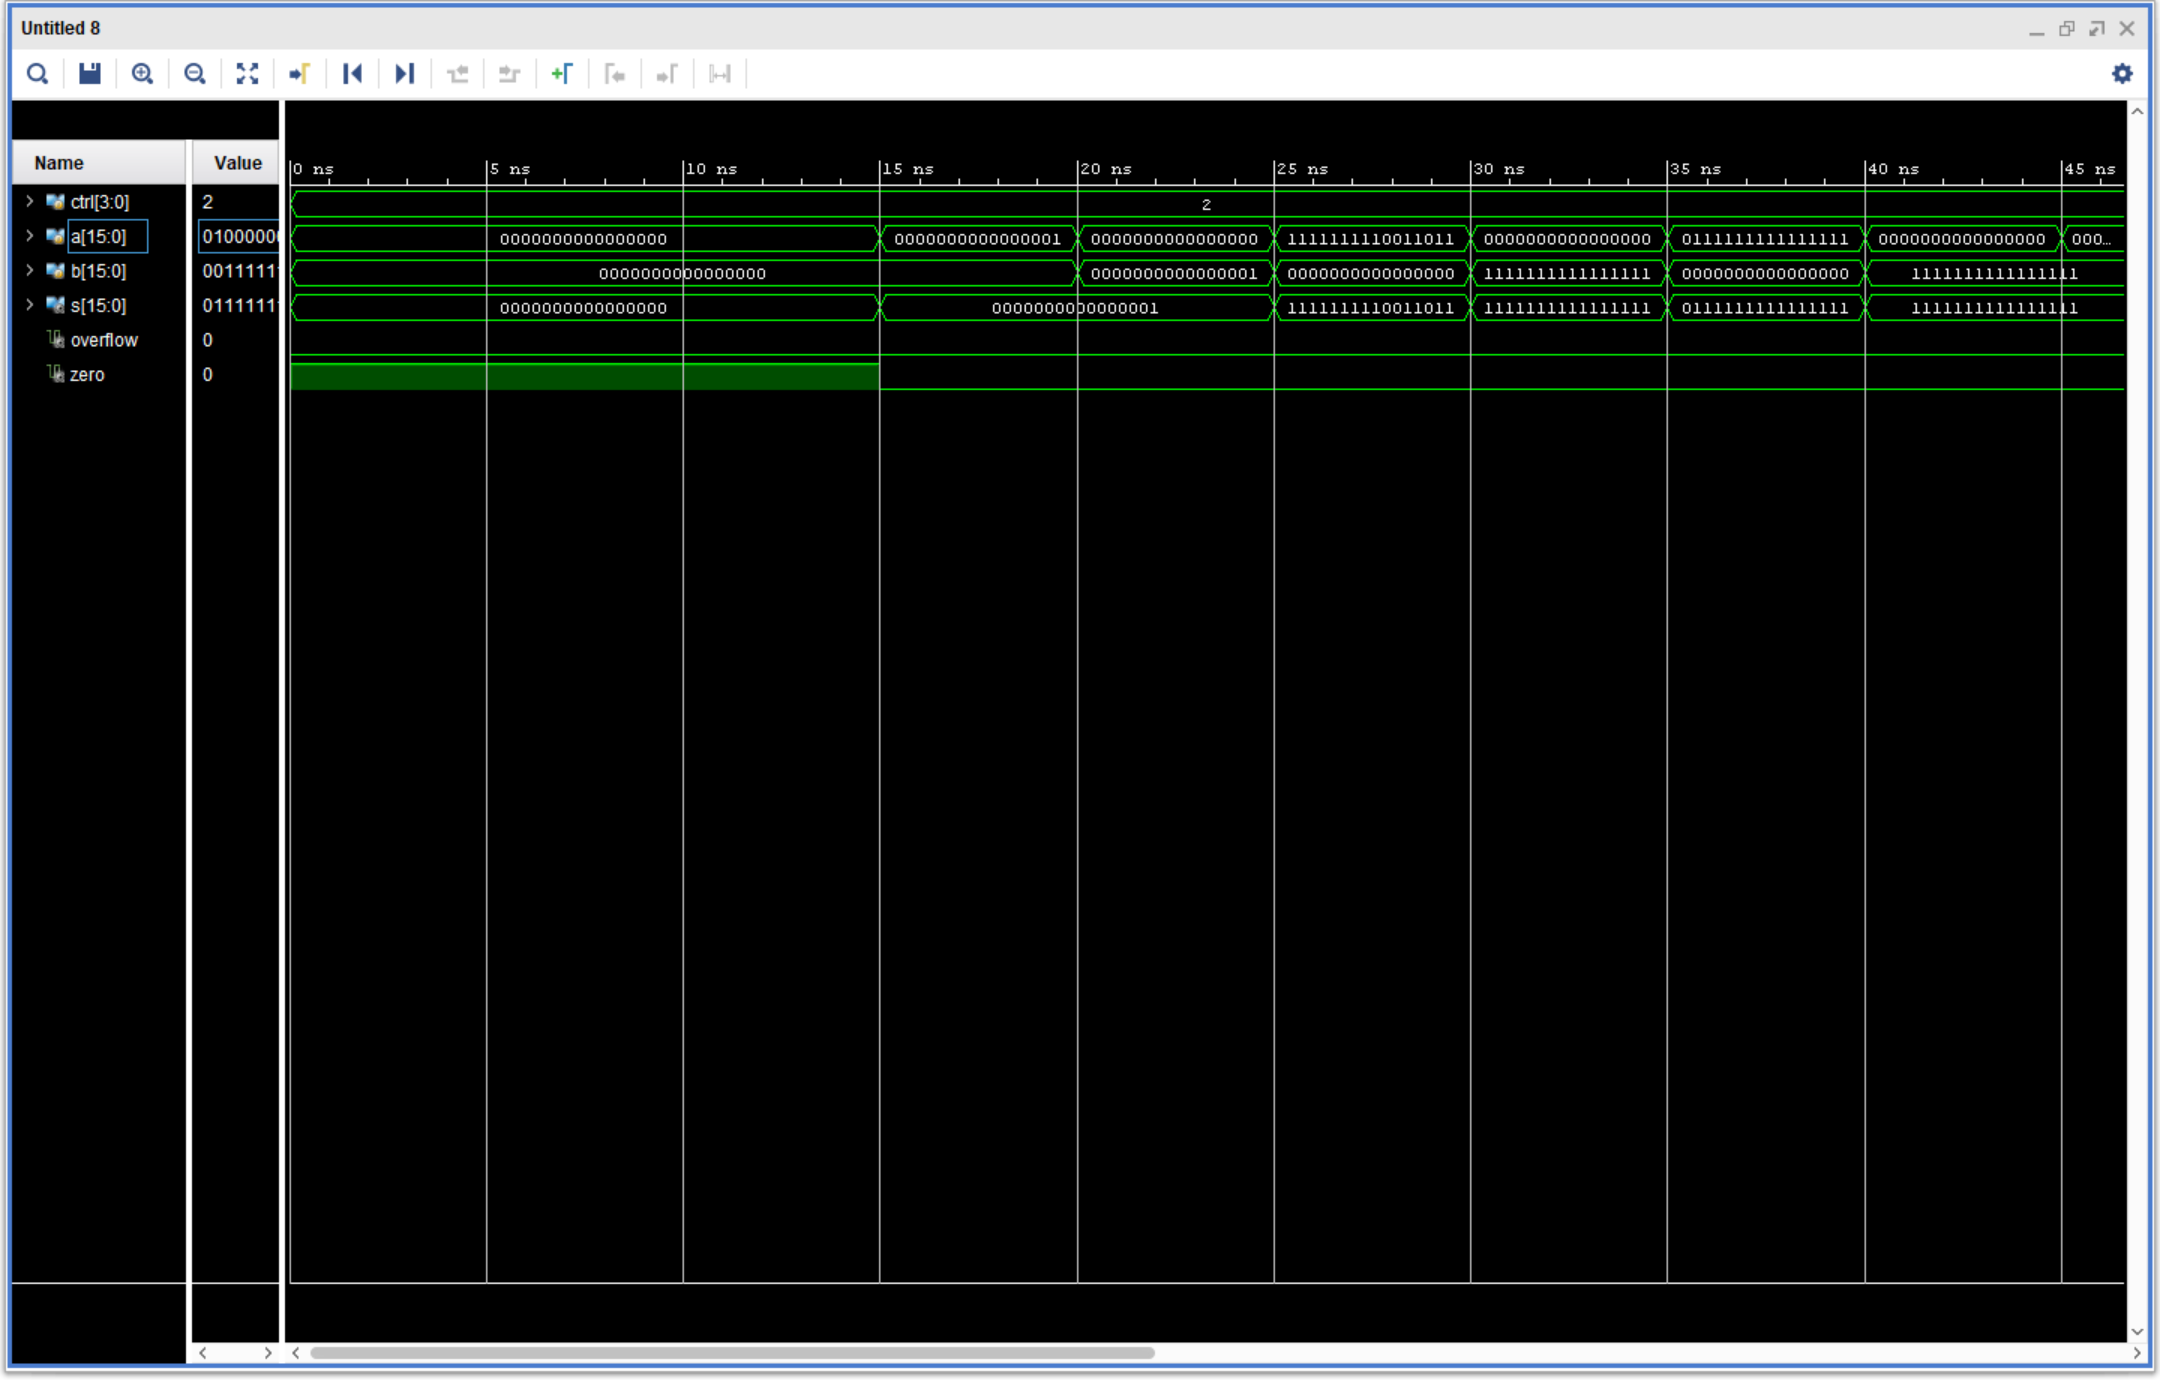 Untitled 8
Name Value
0 ns 5 ns 10 ns 15 ns 20 ns 25 ns 30 ns 35 ns 40 ns 45 ns
ctrl[3:0] 2 2
a[15:0] 0100000 0000000000000000 0000000000000001 0000000000000000 1111111110011011 0000000000000000 0111111111111111 0000000000000000 000...
b[15:0] 0011111 0000000000000000 0000000000000001 0000000000000000 1111111111111111 0000000000000000 1111111111111111
s[15:0] 0111111 0000000000000000 0000000000000001 1111111110011011 1111111111111111 0111111111111111 1111111111111111
overflow 0
zero 0